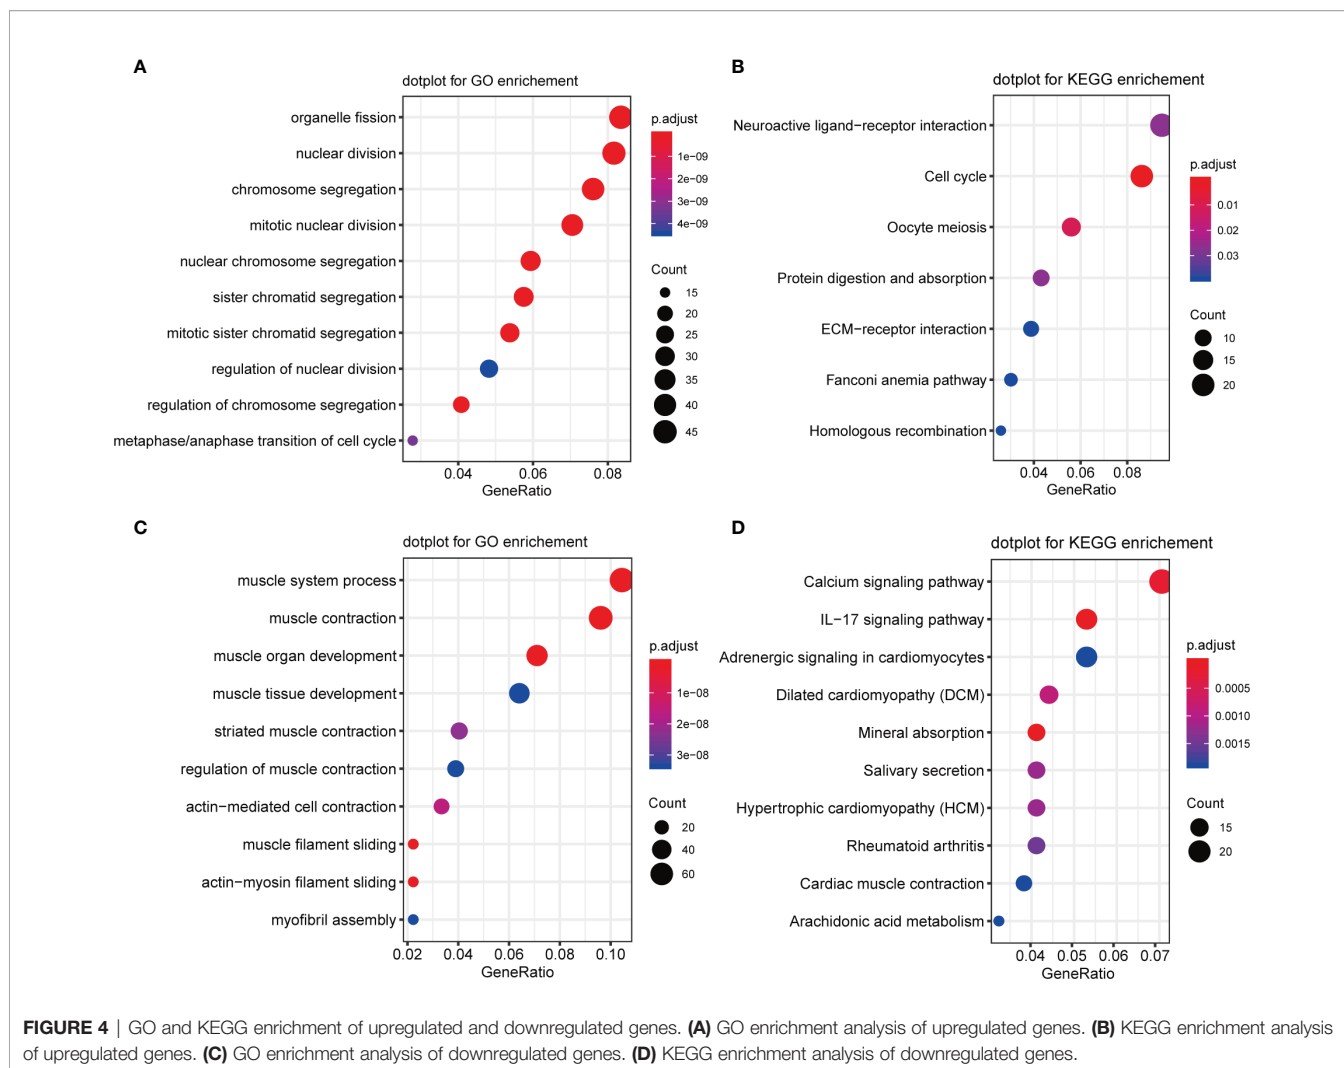 A
dotplot for GO enrichement
organelle fission
nuclear division
chromosome segregation
mitotic nuclear division
nuclear chromosome segregation
sister chromatid segregation
mitotic sister chromatid segregation
regulation of nuclear division
regulation of chromosome segregation
metaphase/anaphase transition of cell cycle
0.04 0.06 0.08
GeneRatio
p.adjust
1e−09
2e−09
3e−09
4e−09
Count
15
20
25
30
35
40
45
B
dotplot for KEGG enrichement
Neuroactive ligand−receptor interaction
Cell cycle
Oocyte meiosis
Protein digestion and absorption
ECM−receptor interaction
Fanconi anemia pathway
Homologous recombination
0.04 0.06 0.08
GeneRatio
p.adjust
0.01
0.02
0.03
Count
10
15
20
C
dotplot for GO enrichement
muscle system process
muscle contraction
muscle organ development
muscle tissue development
striated muscle contraction
regulation of muscle contraction
actin−mediated cell contraction
muscle filament sliding
actin−myosin filament sliding
myofibril assembly
0.02 0.04 0.06 0.08 0.10
GeneRatio
p.adjust
1e−08
2e−08
3e−08
Count
20
40
60
D
dotplot for KEGG enrichement
Calcium signaling pathway
IL−17 signaling pathway
Adrenergic signaling in cardiomyocytes
Dilated cardiomyopathy (DCM)
Mineral absorption
Salivary secretion
Hypertrophic cardiomyopathy (HCM)
Rheumatoid arthritis
Cardiac muscle contraction
Arachidonic acid metabolism
0.04 0.05 0.06 0.07
GeneRatio
p.adjust
0.0005
0.0010
0.0015
Count
15
20
FIGURE 4 | GO and KEGG enrichment of upregulated and downregulated genes. (A) GO enrichment analysis of upregulated genes. (B) KEGG enrichment analysis
of upregulated genes. (C) GO enrichment analysis of downregulated genes. (D) KEGG enrichment analysis of downregulated genes.